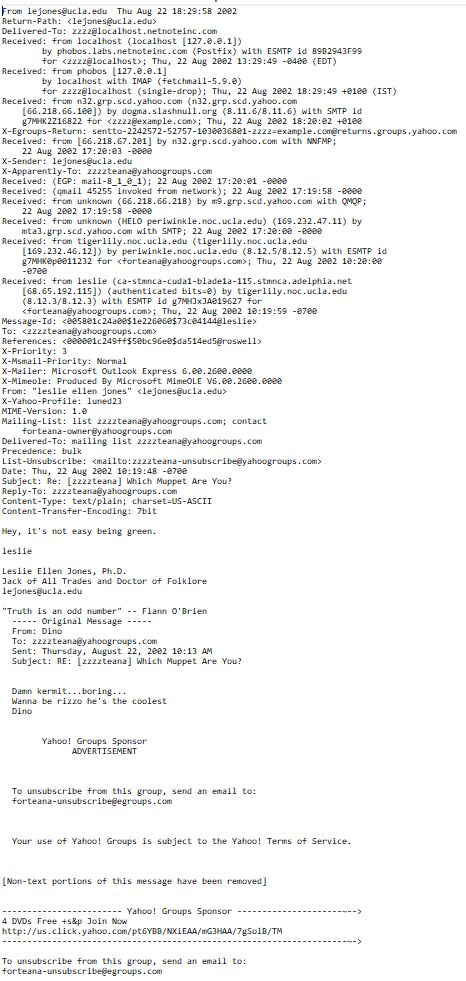 From lejones@ucla.edu  Thu Aug 22 18:29:58 2002
Return-Path: <lejones@ucla.edu>
Delivered-To: zzzz@localhost.netnoteinc.com
Received: from localhost (localhost [127.0.0.1])
by phobos.labs.netnoteinc.com (Postfix) with ESMTP id 89B2943F99
for <zzzz@localhost>; Thu, 22 Aug 2002 13:29:49 -0400 (EDT)
Received: from phobos [127.0.0.1]
by localhost with IMAP (fetchmail-5.9.0)
for zzzz@localhost (single-drop); Thu, 22 Aug 2002 18:29:49 +0100 (IST)
Received: from n32.grp.scd.yahoo.com (n32.grp.scd.yahoo.com
[66.218.66.100]) by dogma.slashnull.org (8.11.6/8.11.6) with SMTP id
g7MHK2Z16822 for <zzzz@example.com>; Thu, 22 Aug 2002 18:20:02 +0100
X-Egroups-Return: sentto-2242572-52757-1030036801-zzzz=example.com@returns.groups.yahoo.com
Received: from [66.218.67.201] by n32.grp.scd.yahoo.com with NNFMP;
22 Aug 2002 17:20:03 -0000
X-Sender: lejones@ucla.edu
X-Apparently-To: zzzzteana@yahoogroups.com
Received: (EGP: mail-8_1_0_1); 22 Aug 2002 17:20:01 -0000
Received: (qmail 45255 invoked from network); 22 Aug 2002 17:19:58 -0000
Received: from unknown (66.218.66.218) by m9.grp.scd.yahoo.com with QMQP;
22 Aug 2002 17:19:58 -0000
Received: from unknown (HELO periwinkle.noc.ucla.edu) (169.232.47.11) by
mta3.grp.scd.yahoo.com with SMTP; 22 Aug 2002 17:20:00 -0000
Received: from tigerlily.noc.ucla.edu (tigerlily.noc.ucla.edu
[169.232.46.12]) by periwinkle.noc.ucla.edu (8.12.5/8.12.5) with ESMTP id
g7MHK0p0011232 for <forteana@yahoogroups.com>; Thu, 22 Aug 2002 10:20:00
-0700
Received: from leslie (ca-stmnca-cuda1-blade1a-115.stmnca.adelphia.net
[68.65.192.115]) (authenticated bits=0) by tigerlily.noc.ucla.edu
(8.12.3/8.12.3) with ESMTP id g7MHJxJA019627 for
<forteana@yahoogroups.com>; Thu, 22 Aug 2002 10:19:59 -0700
Message-Id: <005801c24a00$1e226060$73c04144@leslie>
To: <zzzzteana@yahoogroups.com>
References: <000001c249ff$50bc96e0$da514ed5@roswell>
X-Priority: 3
X-Msmail-Priority: Normal
X-Mailer: Microsoft Outlook Express 6.00.2600.0000
X-Mimeole: Produced By Microsoft MimeOLE V6.00.2600.0000
From: "leslie ellen jones" <lejones@ucla.edu>
X-Yahoo-Profile: luned23
MIME-Version: 1.0
Mailing-List: list zzzzteana@yahoogroups.com; contact
forteana-owner@yahoogroups.com
Delivered-To: mailing list zzzzteana@yahoogroups.com
Precedence: bulk
List-Unsubscribe: <mailto:zzzzteana-unsubscribe@yahoogroups.com>
Date: Thu, 22 Aug 2002 10:19:48 -0700
Subject: Re: [zzzzteana] Which Muppet Are You?
Reply-To: zzzzteana@yahoogroups.com
Content-Type: text/plain; charset=US-ASCII
Content-Transfer-Encoding: 7bit

Hey, it's not easy being green.

leslie

Leslie Ellen Jones, Ph.D.
Jack of All Trades and Doctor of Folklore
lejones@ucla.edu

"Truth is an odd number" -- Flann O'Brien
----- Original Message -----
From: Dino
To: zzzzteana@yahoogroups.com
Sent: Thursday, August 22, 2002 10:13 AM
Subject: RE: [zzzzteana] Which Muppet Are You?

Damn kermit...boring...
Wanna be rizzo he's the coolest
Dino

Yahoo! Groups Sponsor
ADVERTISEMENT

To unsubscribe from this group, send an email to:
forteana-unsubscribe@egroups.com

Your use of Yahoo! Groups is subject to the Yahoo! Terms of Service.

[Non-text portions of this message have been removed]

------------------------ Yahoo! Groups Sponsor ---------------------~-->
4 DVDs Free +s&p Join Now
http://us.click.yahoo.com/pt6YBB/NXiEAA/mG3HAA/7gSolB/TM
---------------------------------------------------------------------~->

To unsubscribe from this group, send an email to:
forteana-unsubscribe@egroups.com